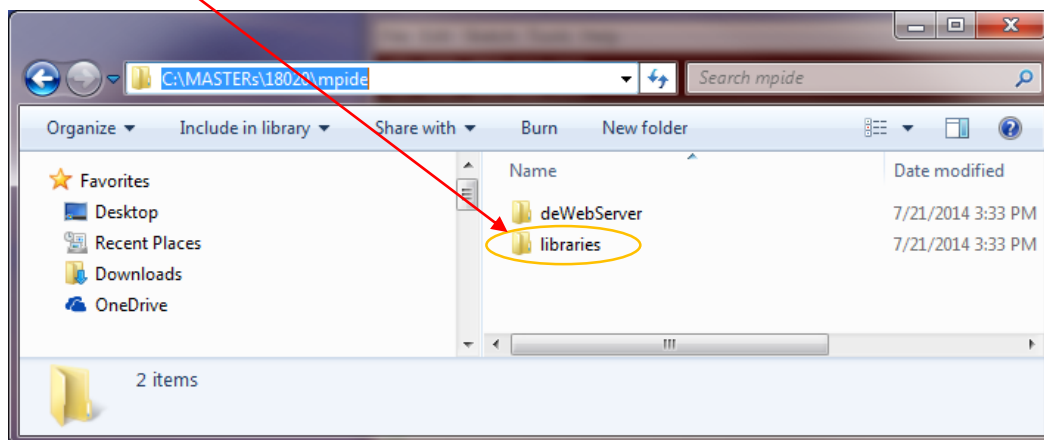 C:\MASTERs\18020\mpide
Search mpide
Organize
Include in library
Share with
Burn
New folder
Favorites
Desktop
Recent Places
Downloads
OneDrive
Name
Date modified
deWebServer
7/21/2014 3:33 PM
libraries
7/21/2014 3:33 PM
2 items